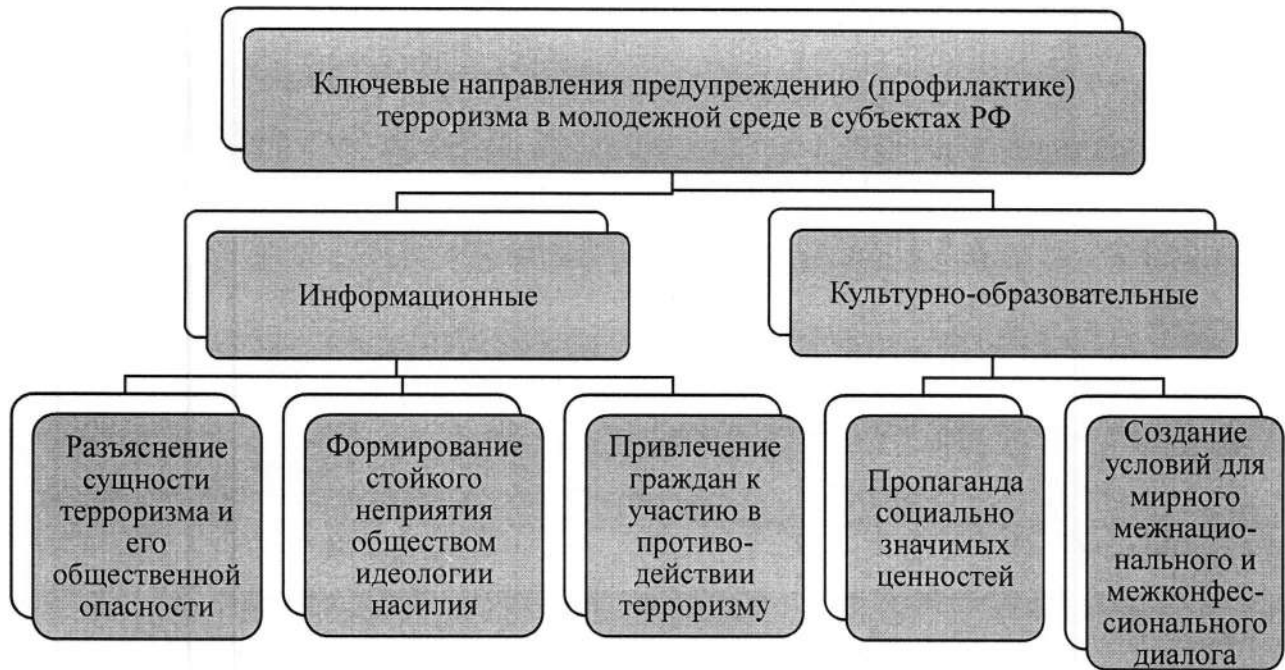 Ключевые направления предупреждению (профилактике)
терроризма в молодежной среде в субъектах РФ
Информационные
Культурно-образовательные
Разъяснение
сущности
терроризма и
его
общественной
опасности
Формирование
стойкого
неприятия
обществом
идеологии
насилия
Привлечение
граждан к
участию в
противо-
действии
терроризму
Пропаганда
социально
значимых
ценностей
Создание
условий для
мирного
межнацио-
нального и
межконфес-
сионального
диалога